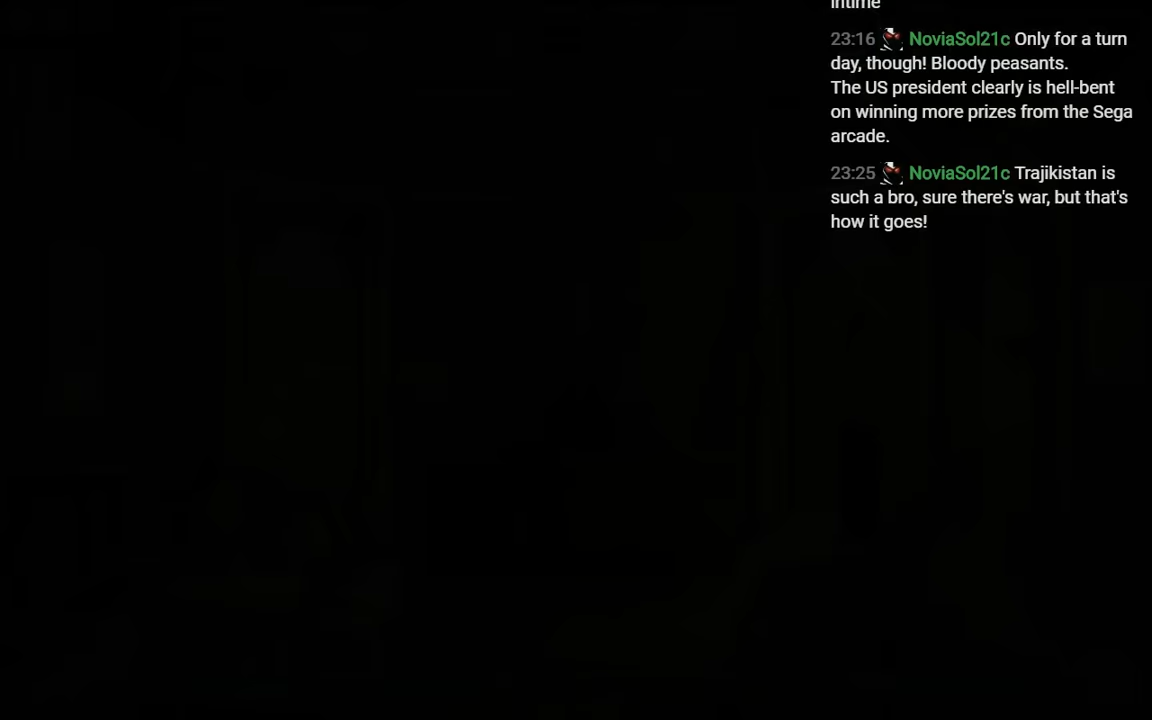 intime
23:16 NoviaSol21c Only for a turn
day, though! Bloody peasants.
The US president clearly is hell-bent
on winning more prizes from the Sega
arcade.
23:25 NoviaSol21c Trajikistan is
such a bro, sure there's war, but that's
how it goes!